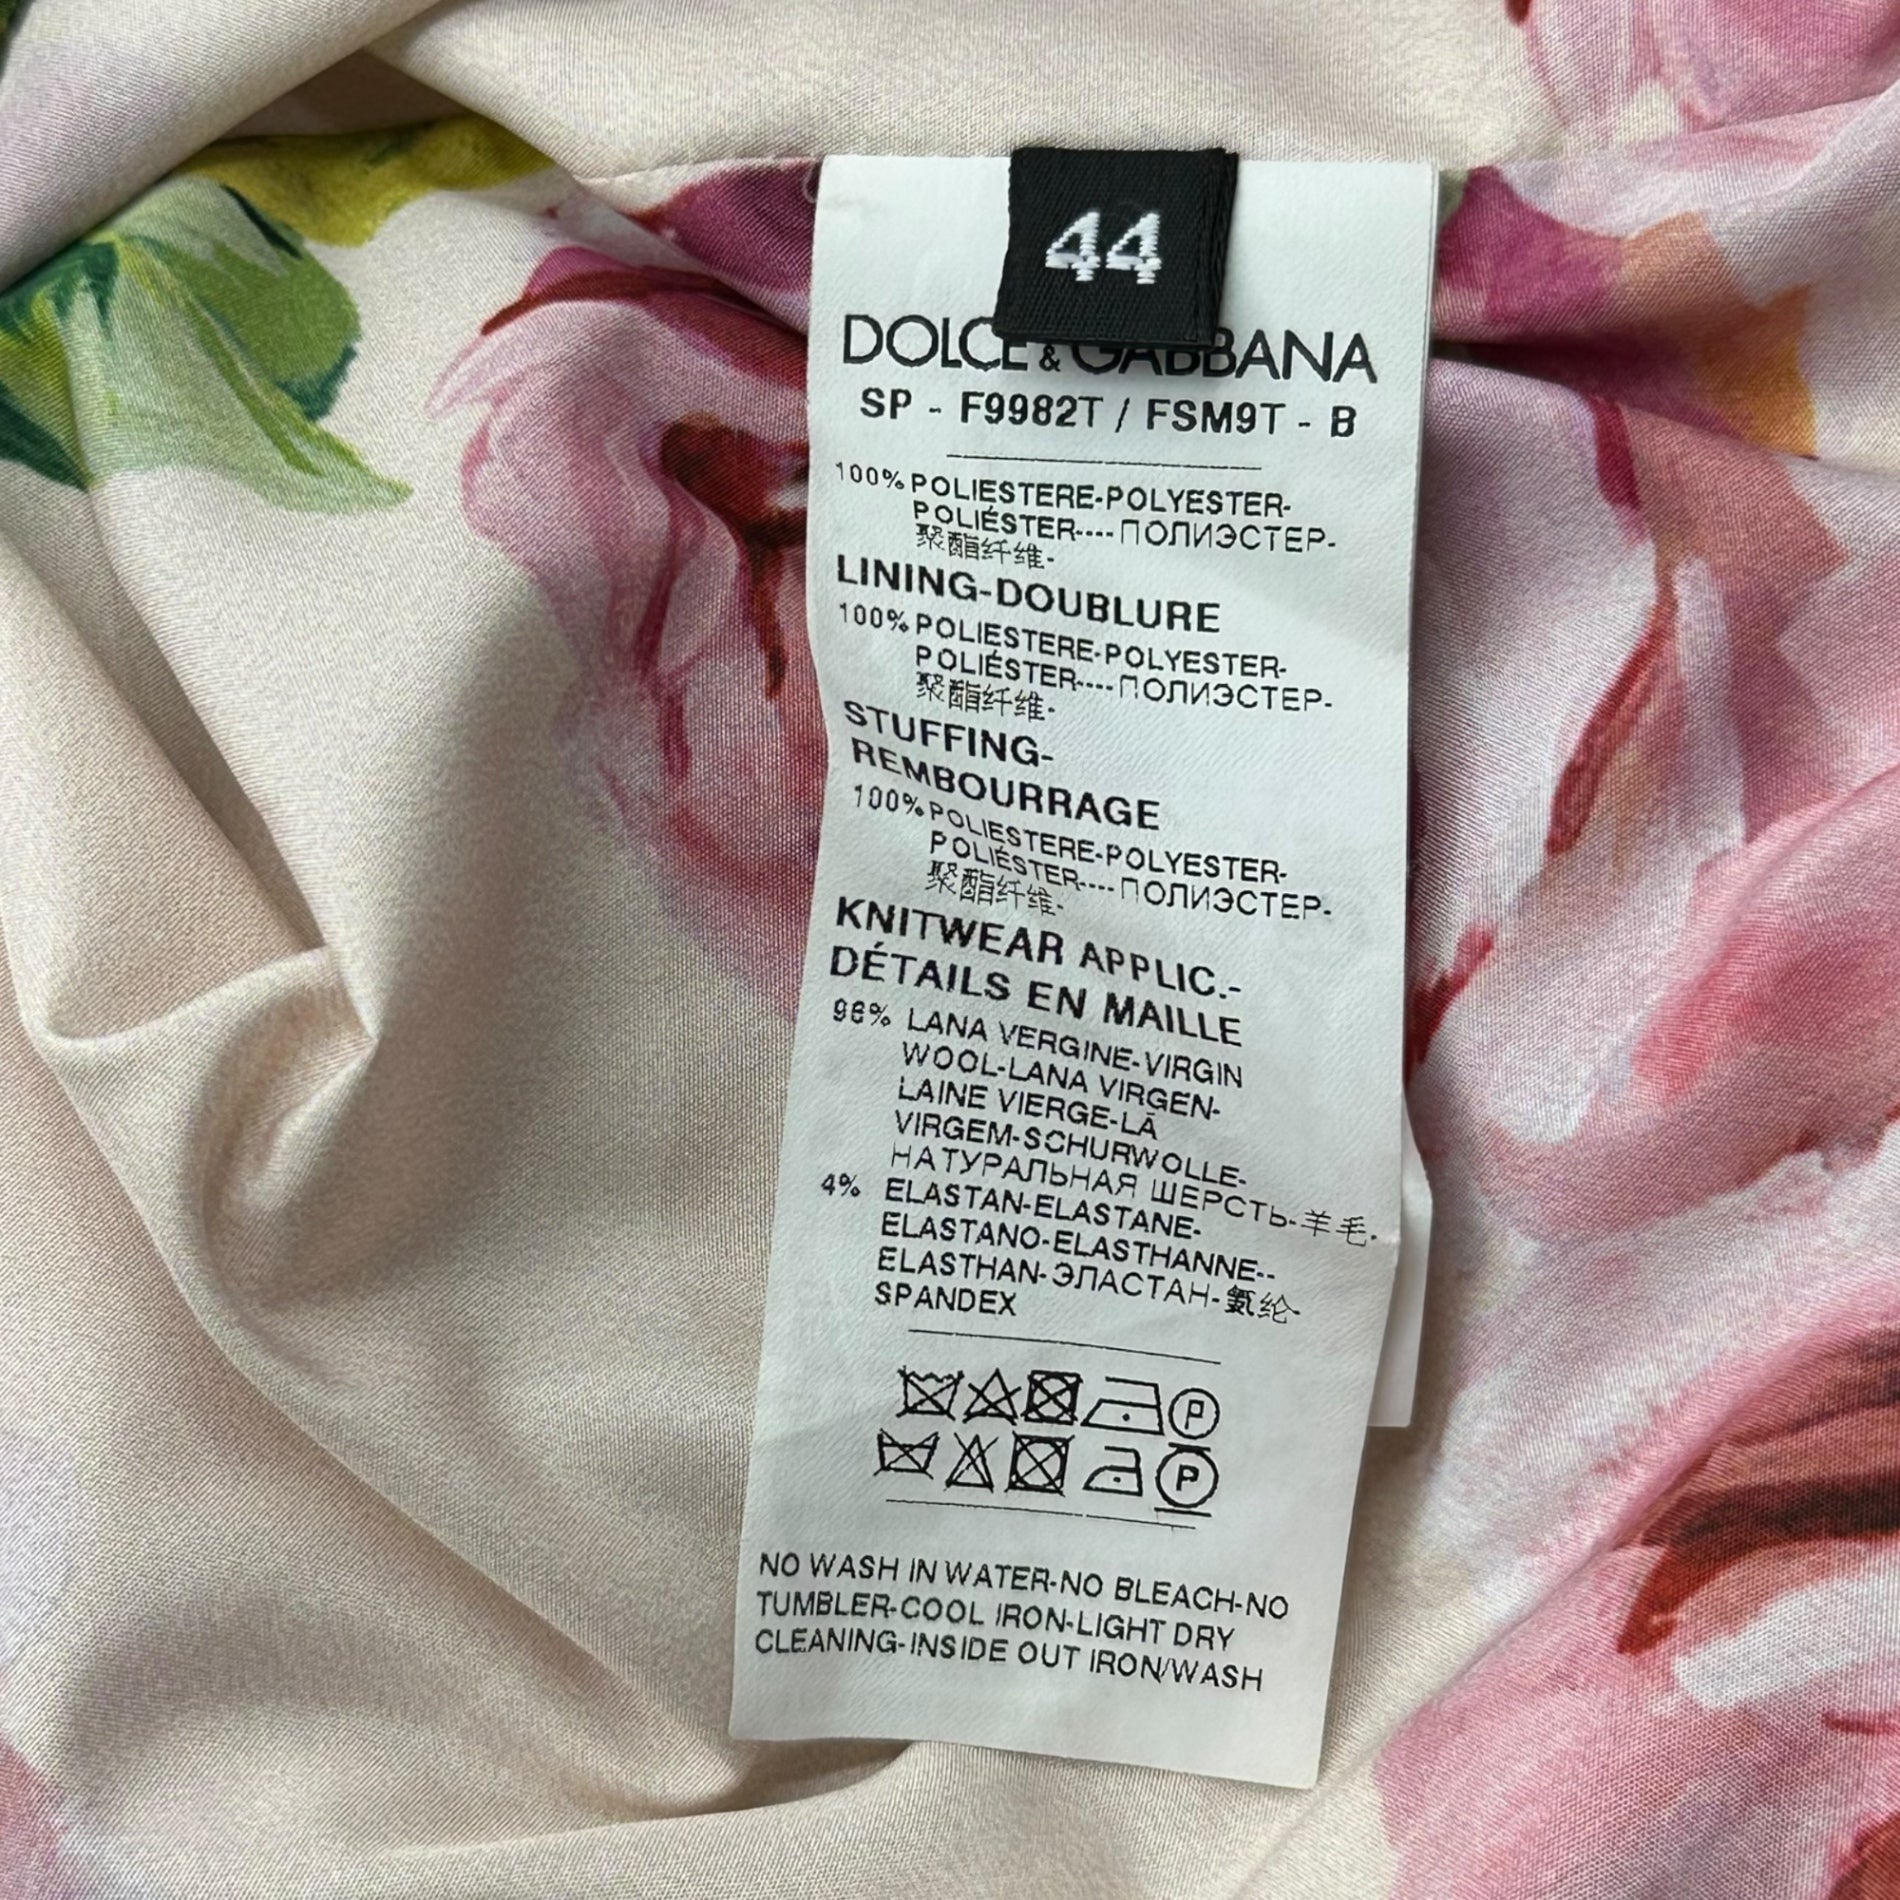 44
DOLCE & GABBANA
SP - F9982T / FSM9T - B
100% POLIESTERE-POLYESTER-
POLIÉSTER----ПОЛИЭСТЕР-
聚酯纤维-
LINING-DOUBLURE
100% POLIESTERE-POLYESTER-
POLIÉSTER----ПОЛИЭСТЕР-
聚酯纤维-
STUFFING-
REMBOURRAGE
100% POLIESTERE-POLYESTER-
POLIÉSTER----ПОЛИЭСТЕР-
聚酯纤维-
KNITWEAR APPLIC.-
DÉTAILS EN MAILLE
96% LANA VERGINE-VIRGIN
WOOL-LANA VIRGEN-
LAINE VIERGE-LÃ
VIRGEM-SCHURWOLLE-
НАТУРАЛЬНАЯ ШЕРСТЬ-羊毛-
4% ELASTAN-ELASTANE-
ELASTANO-ELASTHANNE--
ELASTHAN-ЭЛАСТАН-氨纶-
SPANDEX
P
P
NO WASH IN WATER-NO BLEACH-NO
TUMBLER-COOL IRON-LIGHT DRY
CLEANING-INSIDE OUT IRON/WASH